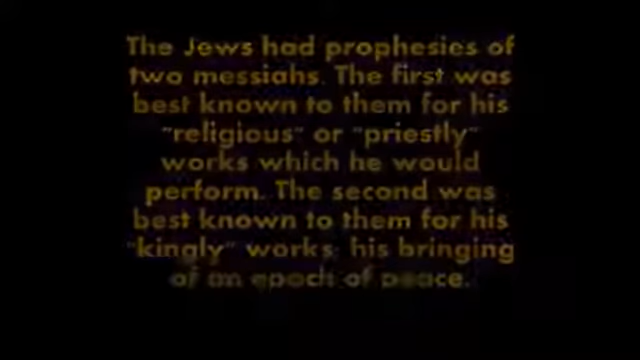 The Jews had prophesies of
two messiahs. The first was
best known to them for his
"religious" or "priestly"
works which he would
perform. The second was
best known to them for his
"kingly" works; his bringing
of an epoch of peace.